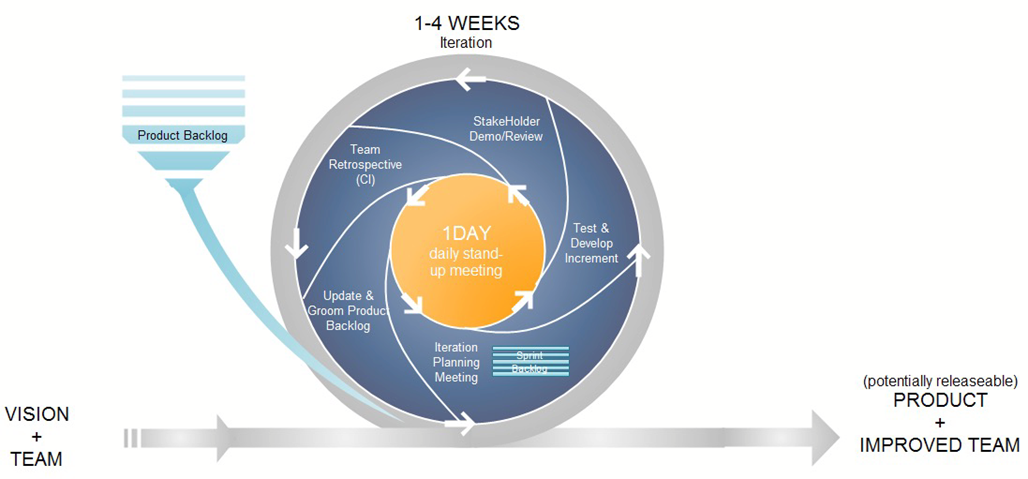 1-4 WEEKS
Iteration
Product Backlog
StakeHolder
Demo/Review
Team
Retrospective
(CI)
1DAY
daily stand-
up meeting
Test &
Develop
Increment
Update &
Groom Product
Backlog
Iteration
Planning
Meeting
Sprint
Backlog
VISION
+
TEAM
(potentially releaseable)
PRODUCT
+
IMPROVED TEAM